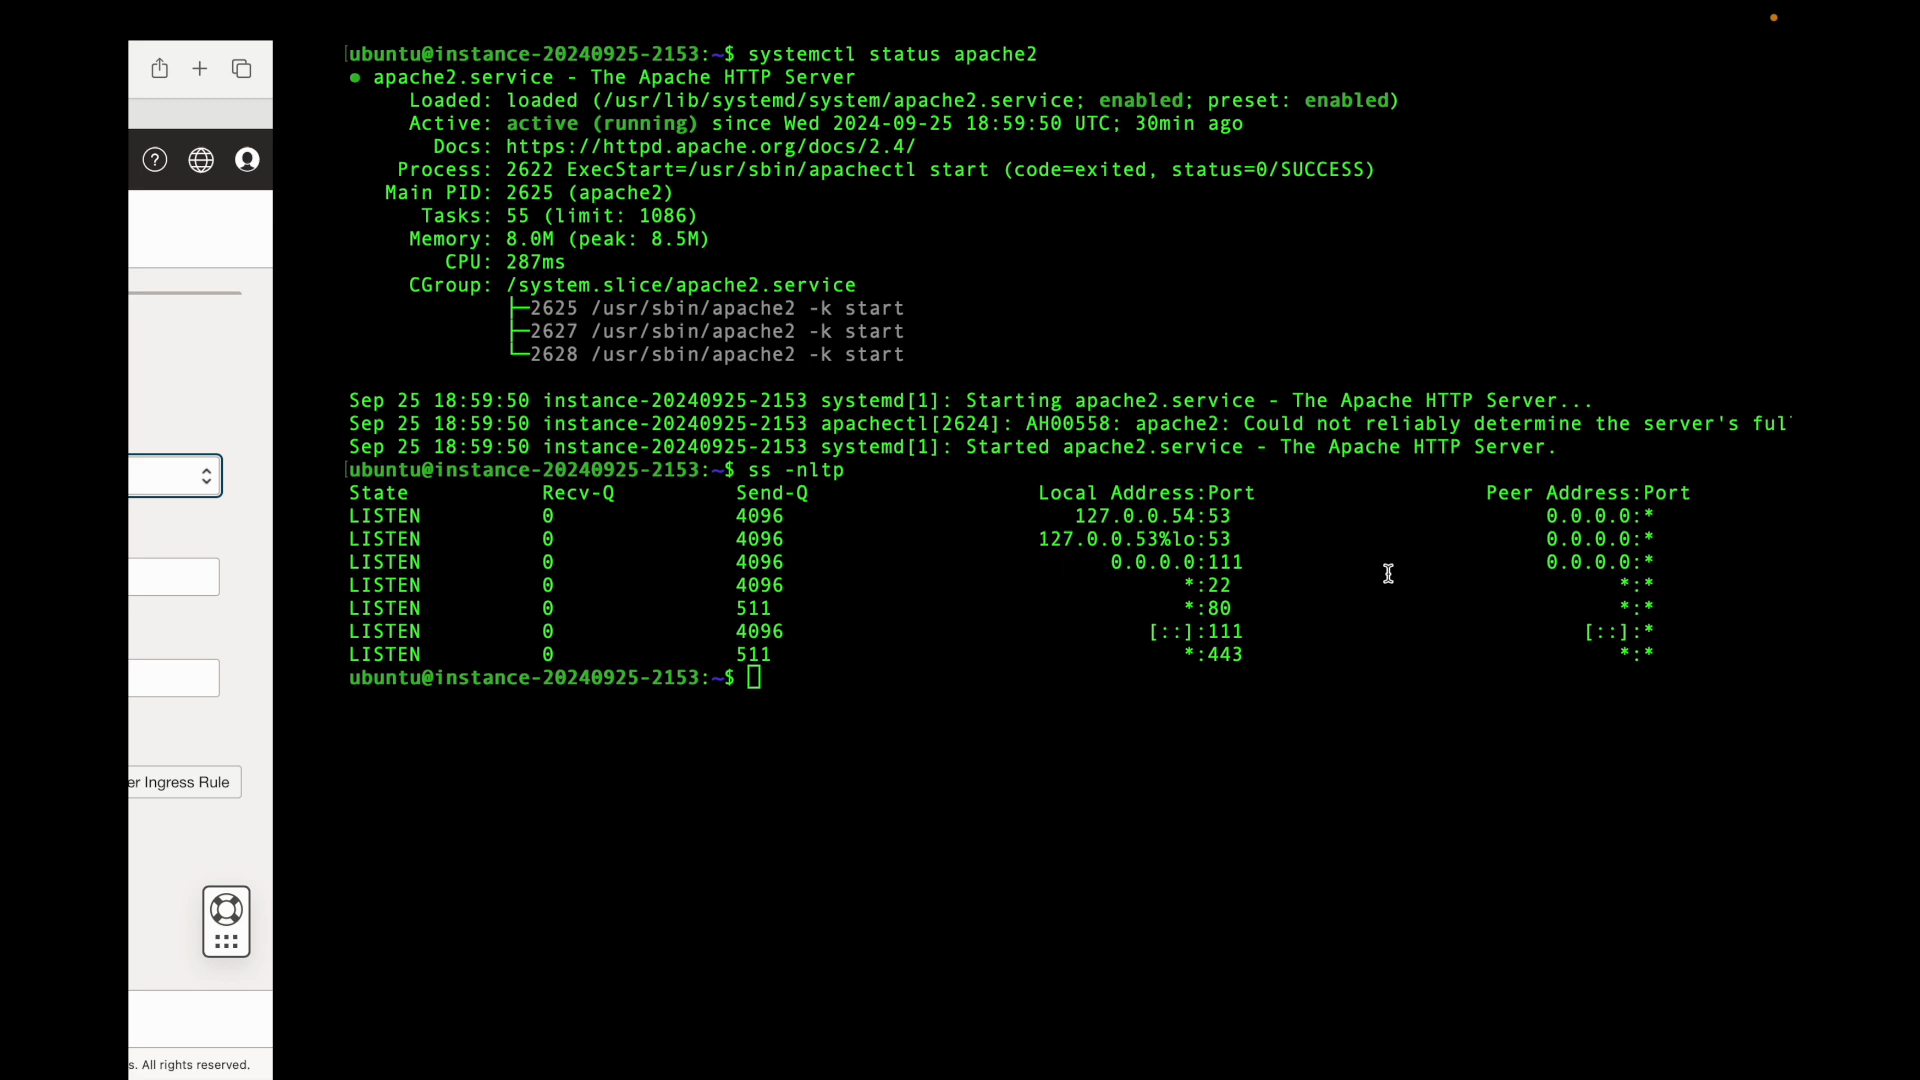 ubuntu@instance-20240925-2153:~$ systemctl status apache2
● apache2.service - The Apache HTTP Server
Loaded: loaded (/usr/lib/systemd/system/apache2.service; enabled; preset: enabled)
Active: active (running) since Wed 2024-09-25 18:59:50 UTC; 30min ago
Docs: https://httpd.apache.org/docs/2.4/
Process: 2622 ExecStart=/usr/sbin/apachectl start (code=exited, status=0/SUCCESS)
Main PID: 2625 (apache2)
Tasks: 55 (limit: 1086)
Memory: 8.0M (peak: 8.5M)
CPU: 287ms
CGroup: /system.slice/apache2.service
├─2625 /usr/sbin/apache2 -k start
├─2627 /usr/sbin/apache2 -k start
└─2628 /usr/sbin/apache2 -k start
Sep 25 18:59:50 instance-20240925-2153 systemd[1]: Starting apache2.service - The Apache HTTP Server...
Sep 25 18:59:50 instance-20240925-2153 apachectl[2624]: AH00558: apache2: Could not reliably determine the server's ful
Sep 25 18:59:50 instance-20240925-2153 systemd[1]: Started apache2.service - The Apache HTTP Server.
ubuntu@instance-20240925-2153:~$ ss -nltp
State Recv-Q Send-Q Local Address:Port Peer Address:Port
LISTEN 0 4096 127.0.0.54:53 0.0.0.0:*
LISTEN 0 4096 127.0.0.53%lo:53 0.0.0.0:*
LISTEN 0 4096 0.0.0.0:111 0.0.0.0:*
LISTEN 0 4096 *:22 *:*
LISTEN 0 511 *:80 *:*
LISTEN 0 4096 [::]:111 [::]:*
LISTEN 0 511 *:443 *:*
ubuntu@instance-20240925-2153:~$
er Ingress Rule
s. All rights reserved.